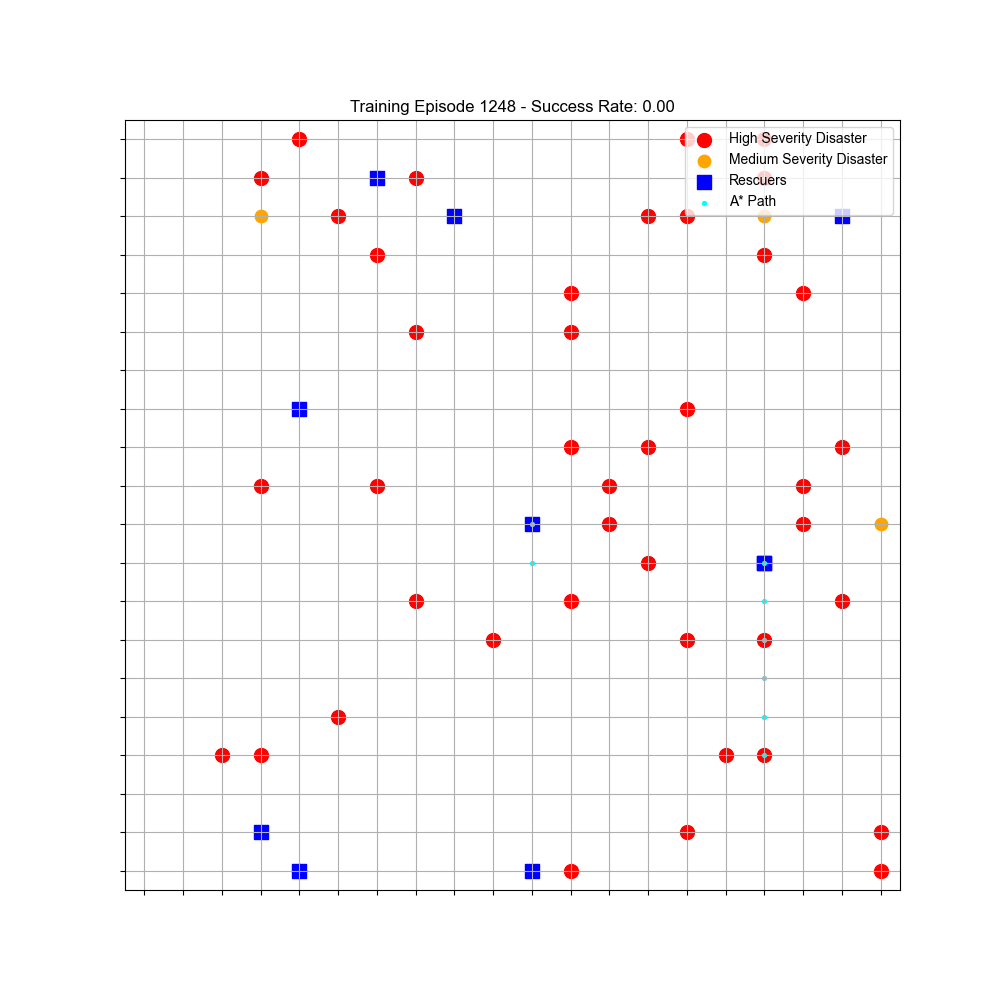 Training Episode 1248 - Success Rate: 0.00
High Severity Disaster
Medium Severity Disaster
Rescuers
A* Path